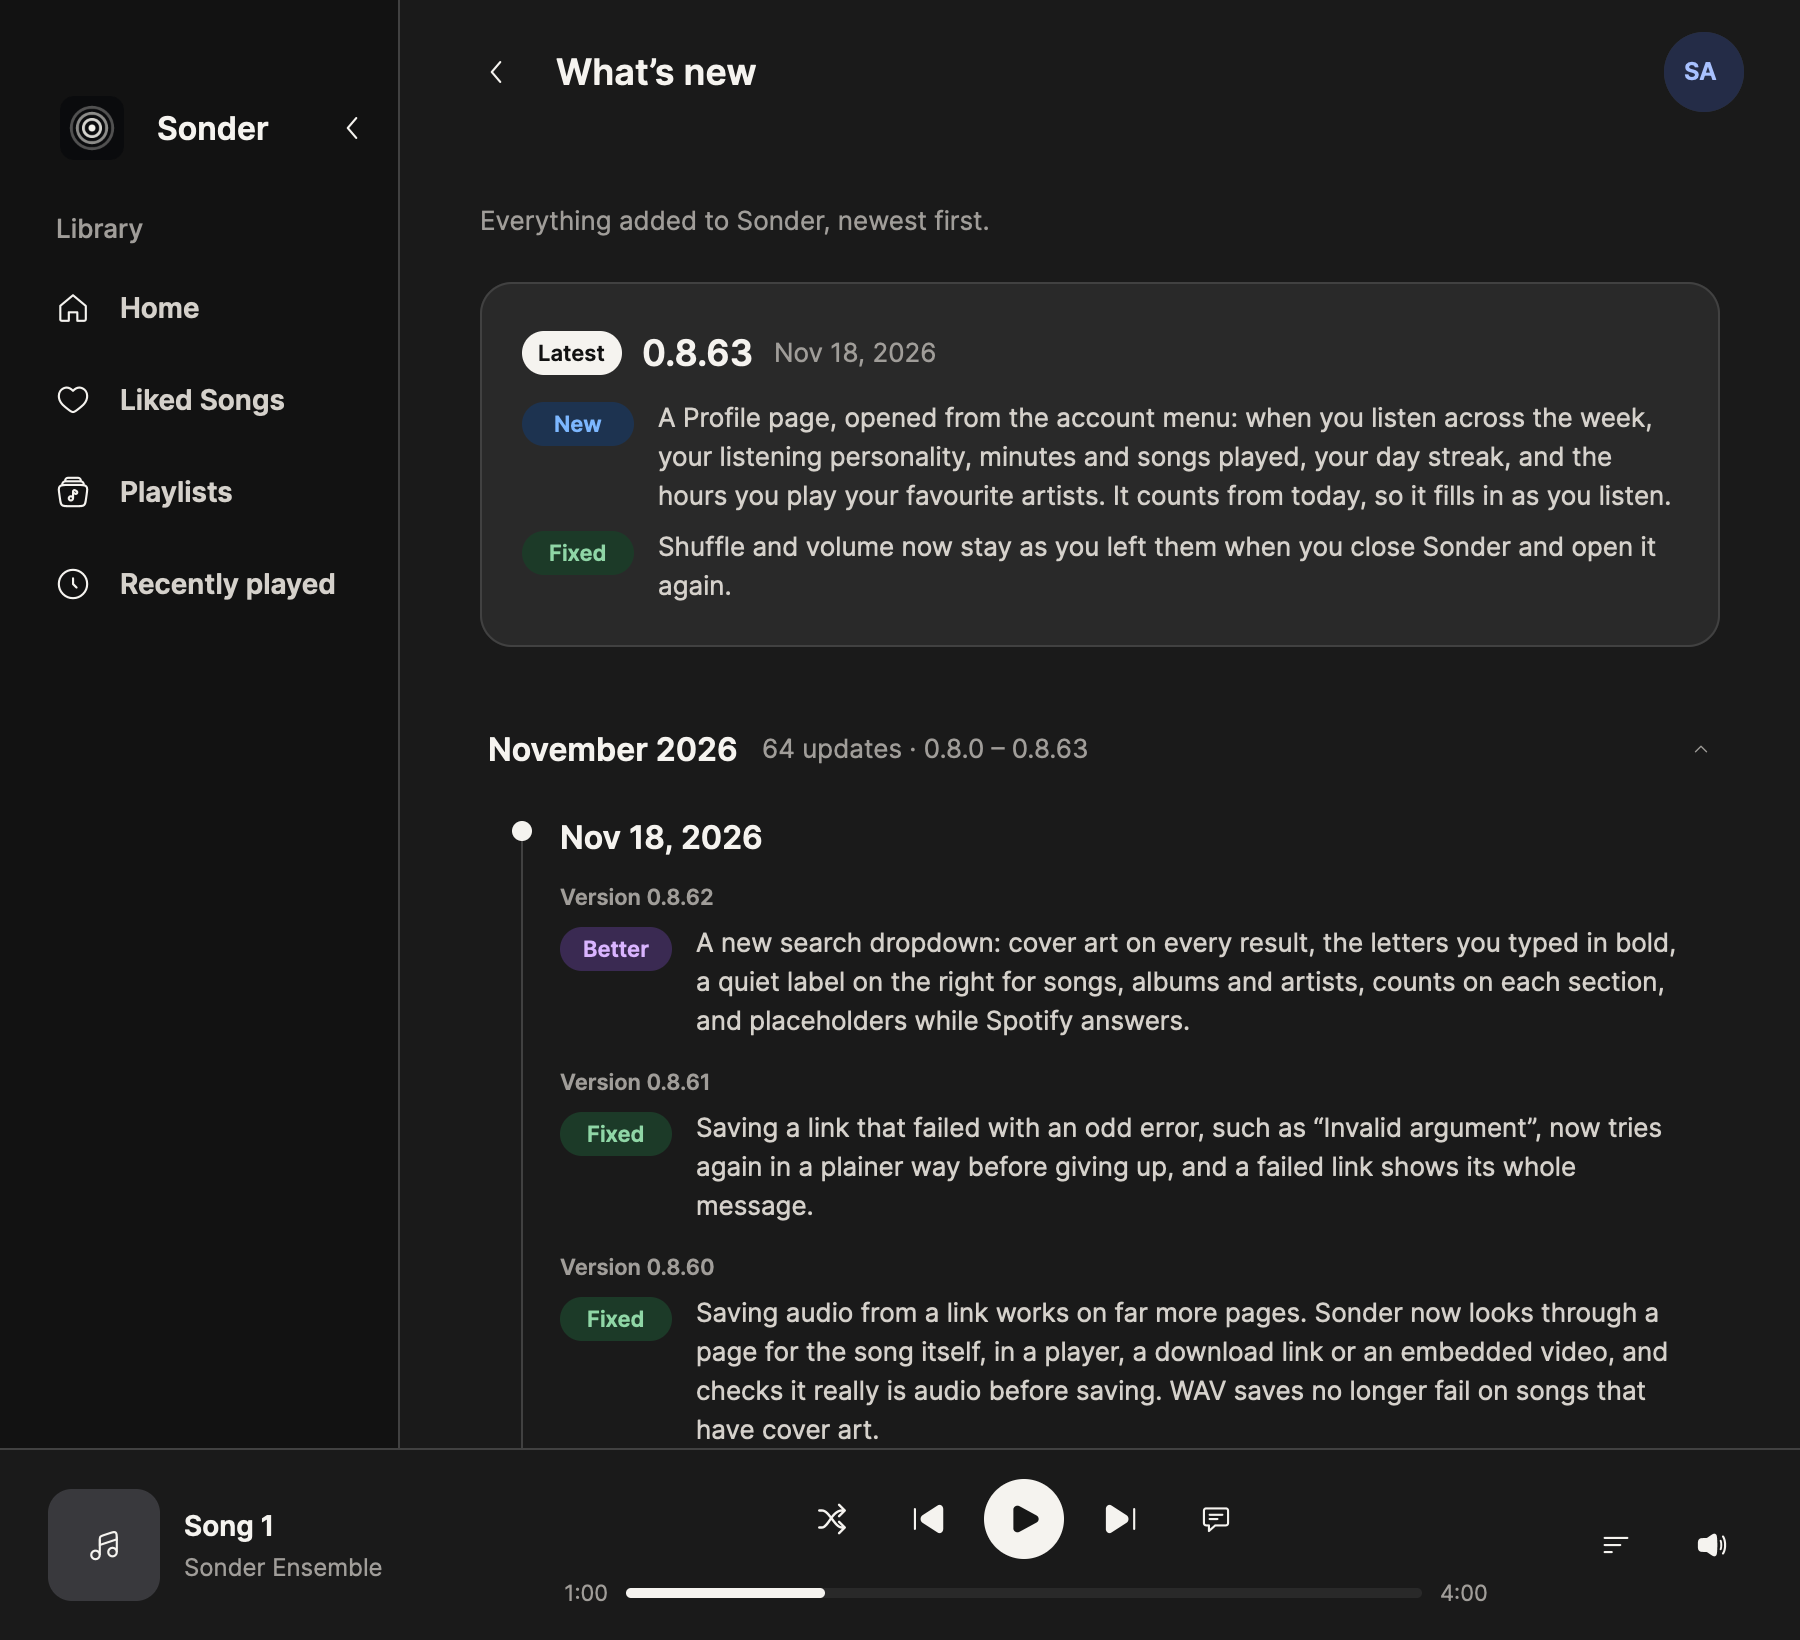 Sonder
Library
Home
Liked Songs
Playlists
Recently played
What’s new
SA
Everything added to Sonder, newest first.
Latest 0.8.63 Nov 18, 2026
New A Profile page, opened from the account menu: when you listen across the week,
your listening personality, minutes and songs played, your day streak, and the
hours you play your favourite artists. It counts from today, so it fills in as you listen.
Fixed Shuffle and volume now stay as you left them when you close Sonder and open it
again.
November 2026 64 updates · 0.8.0 – 0.8.63
Nov 18, 2026
Version 0.8.62
Better A new search dropdown: cover art on every result, the letters you typed in bold,
a quiet label on the right for songs, albums and artists, counts on each section,
and placeholders while Spotify answers.
Version 0.8.61
Fixed Saving a link that failed with an odd error, such as “Invalid argument”, now tries
again in a plainer way before giving up, and a failed link shows its whole
message.
Version 0.8.60
Fixed Saving audio from a link works on far more pages. Sonder now looks through a
page for the song itself, in a player, a download link or an embedded video, and
checks it really is audio before saving. WAV saves no longer fail on songs that
have cover art.
Song 1
Sonder Ensemble
1:00
4:00